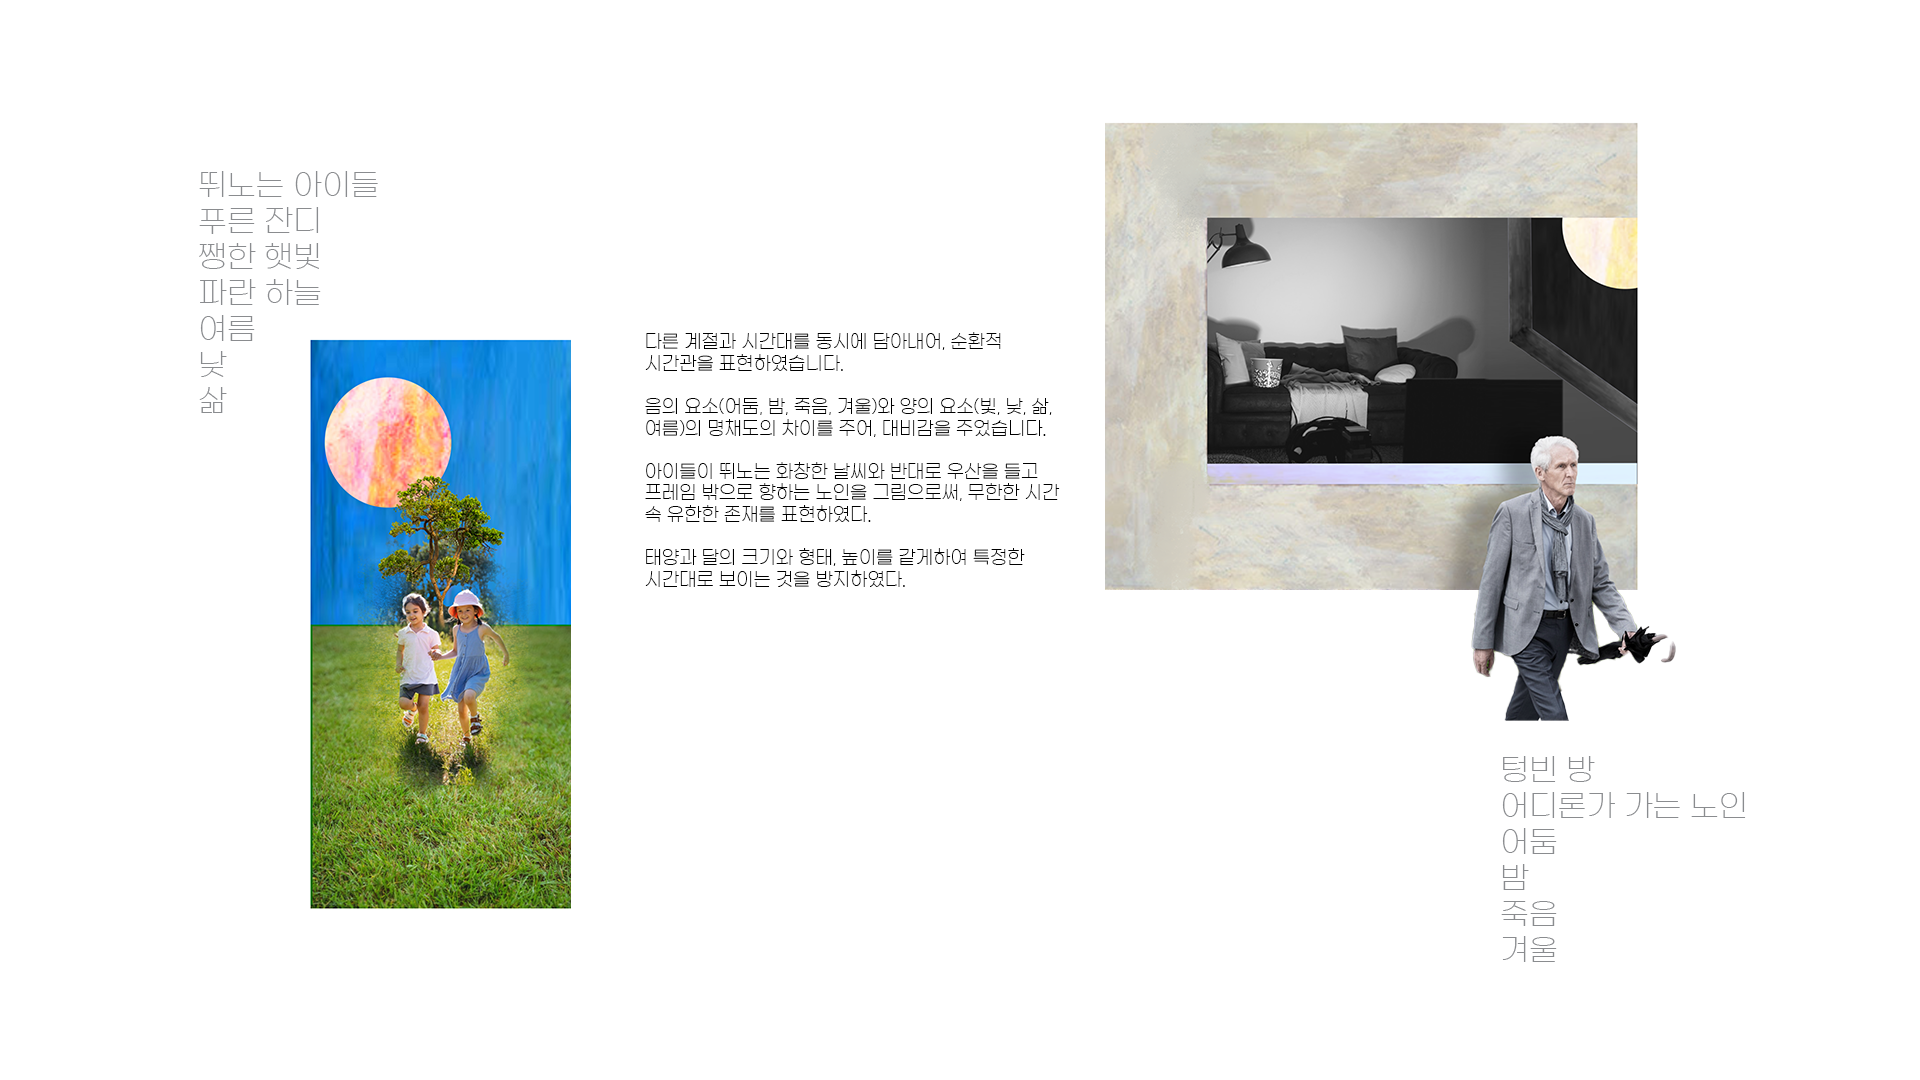 뛰노는 아이들
푸른 잔디
쨍한 햇빛
파란 하늘
여름
낮
삶
다른 계절과 시간대를 동시에 담아내어, 순환적
시간관을 표현하였습니다.
음의 요소(어둠, 밤, 죽음, 겨울)와 양의 요소(빛, 낮, 삶,
여름)의 명채도의 차이를 주어, 대비감을 주었습니다.
아이들이 뛰노는 화창한 날씨와 반대로 우산을 들고
프레임 밖으로 향하는 노인을 그림으로써, 무한한 시간
속 유한한 존재를 표현하였다.
태양과 달의 크기와 형태, 높이를 같게하여 특정한
시간대로 보이는 것을 방지하였다.
텅빈 방
어디론가 가는 노인
어둠
밤
죽음
겨울